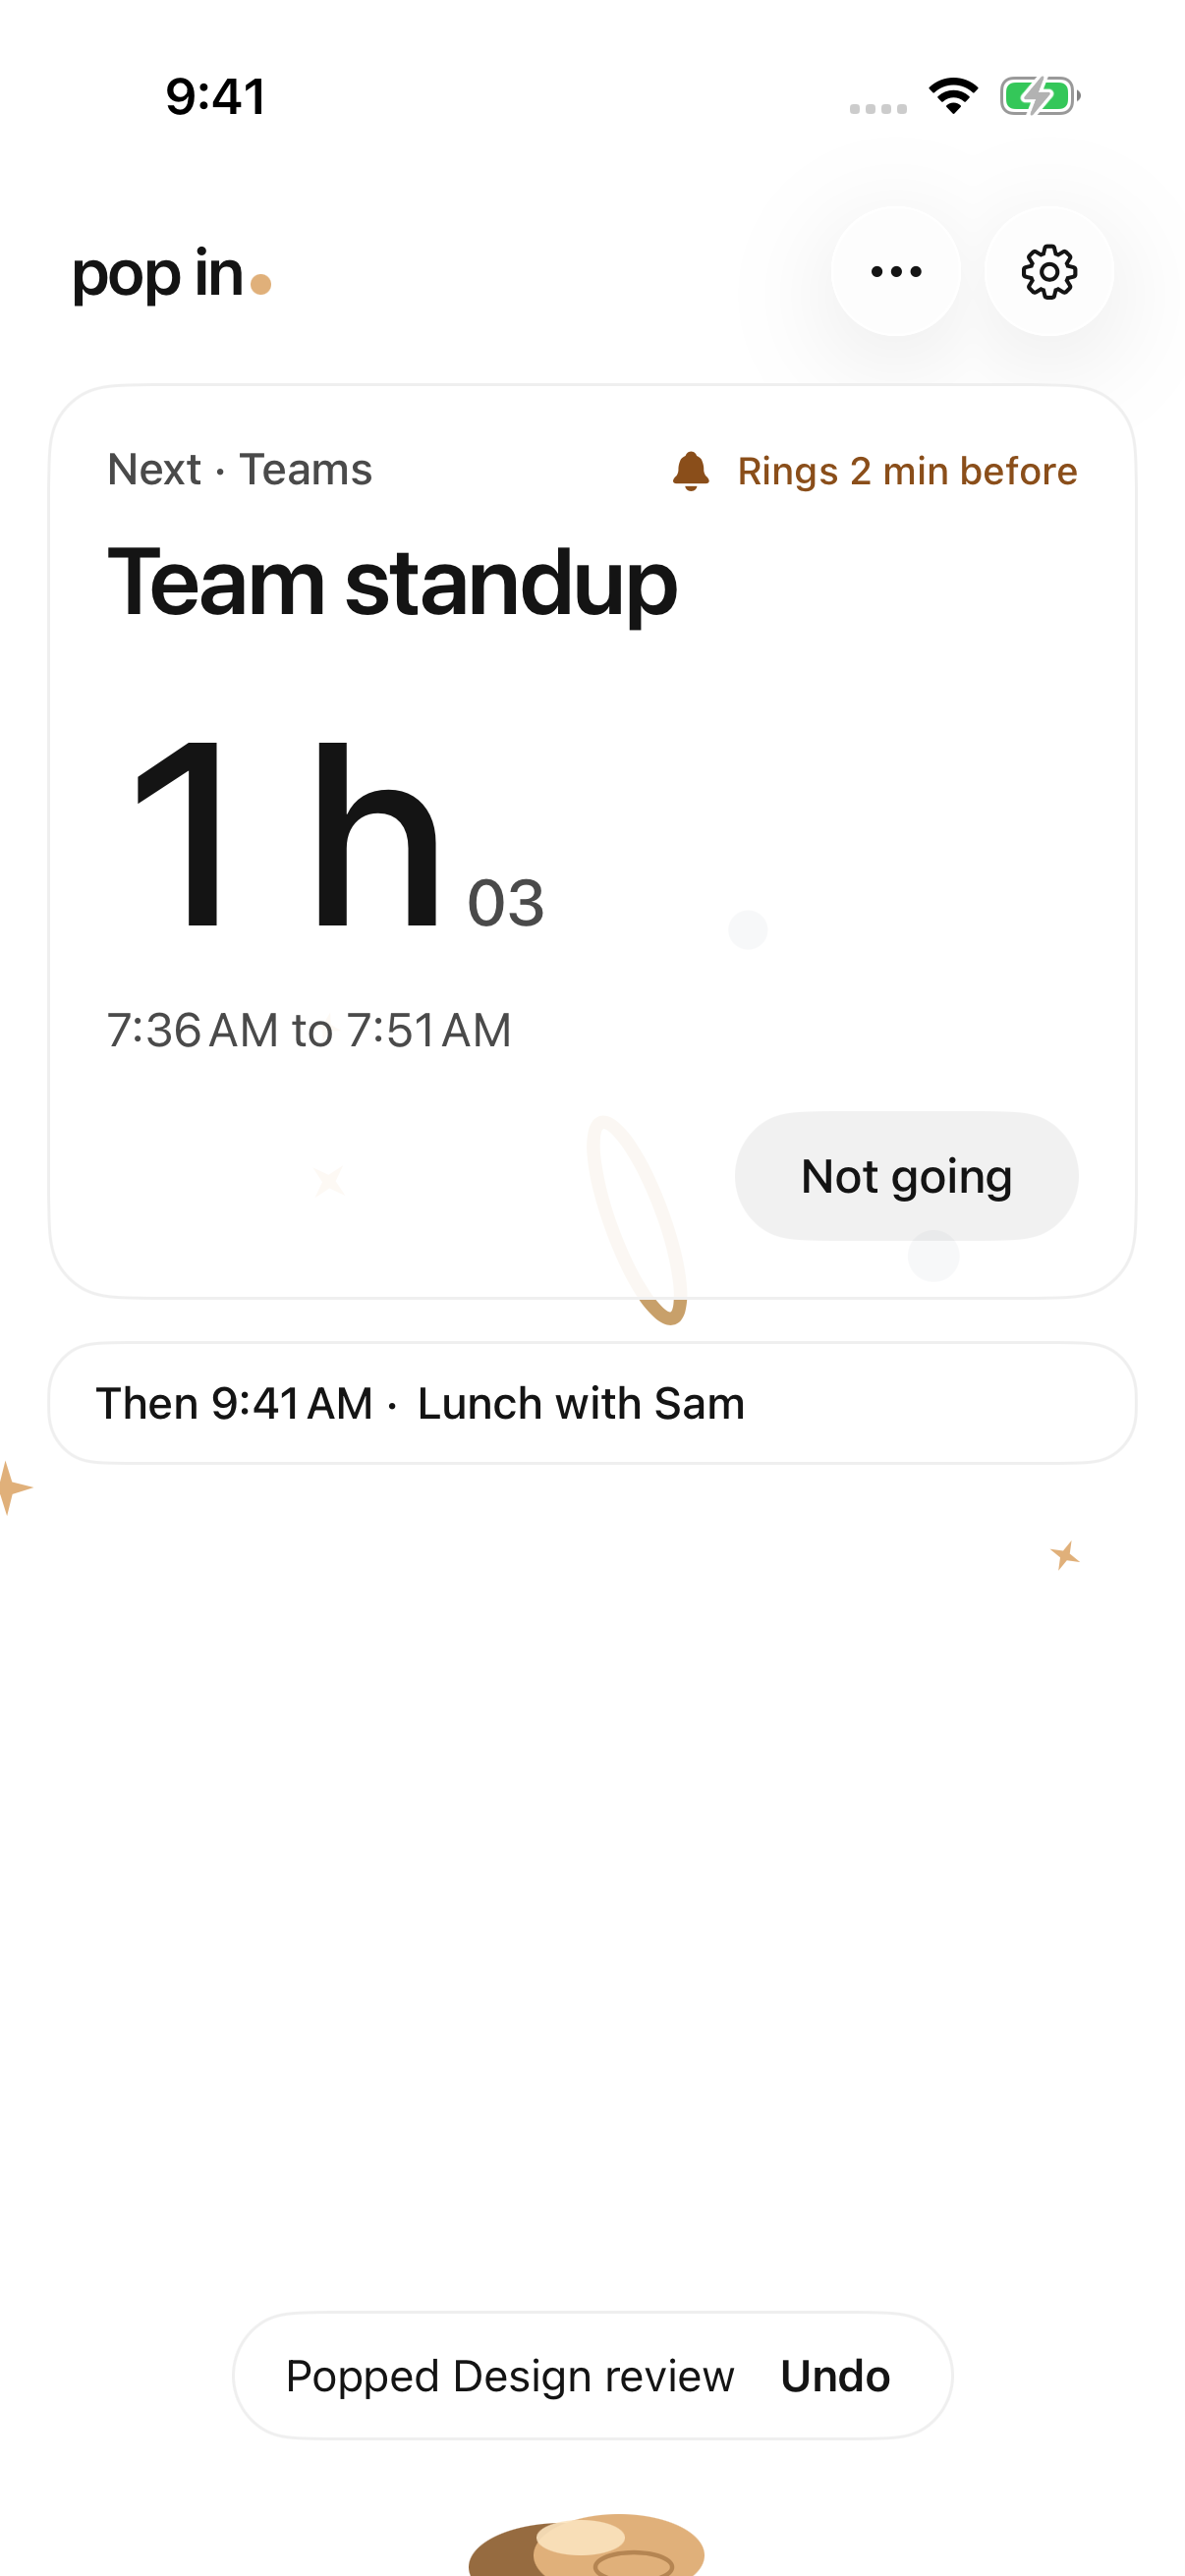 9:41
pop in
Next · Teams
Rings 2 min before
Team standup
1 h 03
7:36 AM to 7:51 AM
Not going
Then 9:41 AM · Lunch with Sam
Popped Design review Undo